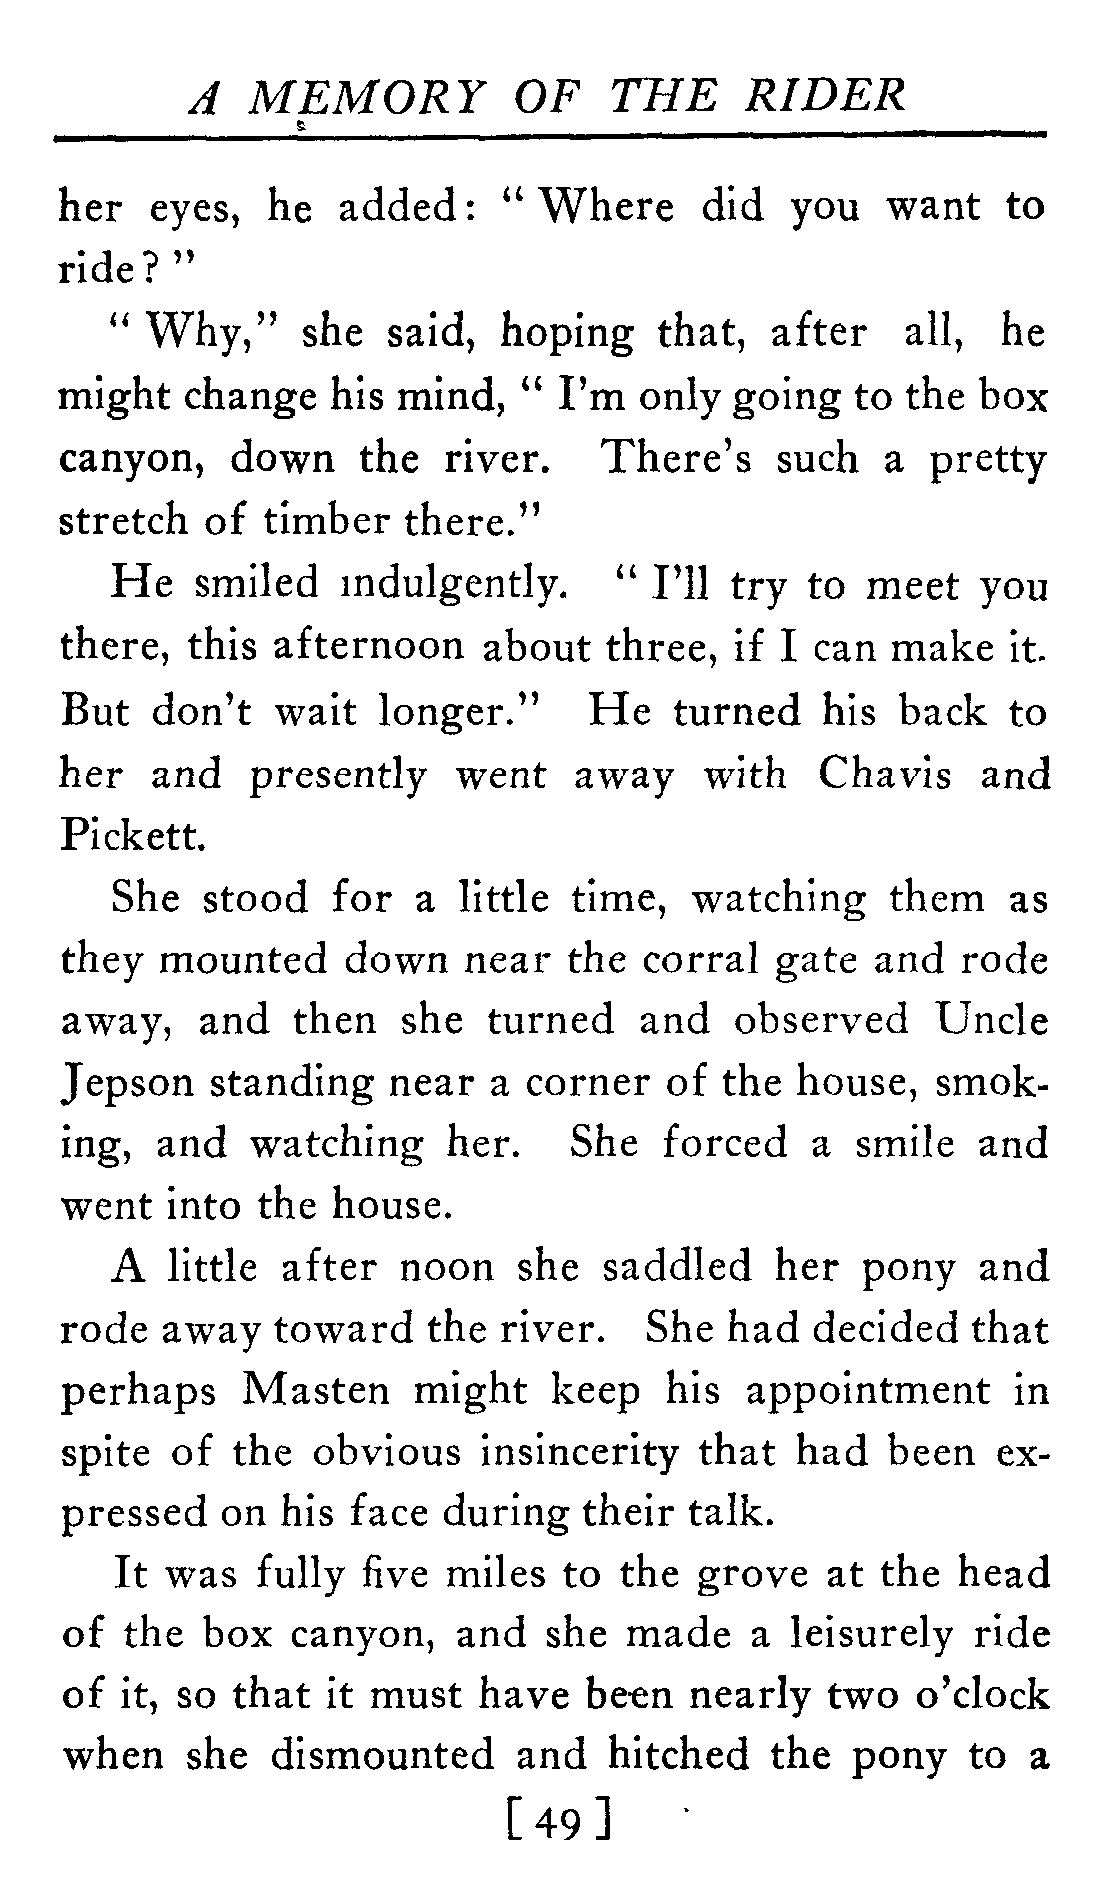 A MEMORY OF THE RIDER
her eyes, he added: " Where did you want to
ride? "
" Why," she said, hoping that, after all, he
might change his mind, " I'm only going to the box
canyon, down the river. There's such a pretty
stretch of timber there."
He smiled indulgently. " I'll try to meet you
there, this afternoon about three, if I can make it.
But don't wait longer." He turned his back to
her and presently went away with Chavis and
Pickett.
She stood for a little time, watching them as
they mounted down near the corral gate and rode
away, and then she turned and observed Uncle
Jepson standing near a corner of the house, smok-
ing, and watching her. She forced a smile and
went into the house.
A little after noon she saddled her pony and
rode away toward the river. She had decided that
perhaps Masten might keep his appointment in
spite of the obvious insincerity that had been ex-
pressed on his face during their talk.
It was fully five miles to the grove at the head
of the box canyon, and she made a leisurely ride
of it, so that it must have been nearly two o'clock
when she dismounted and hitched the pony to a
[ 49 ]